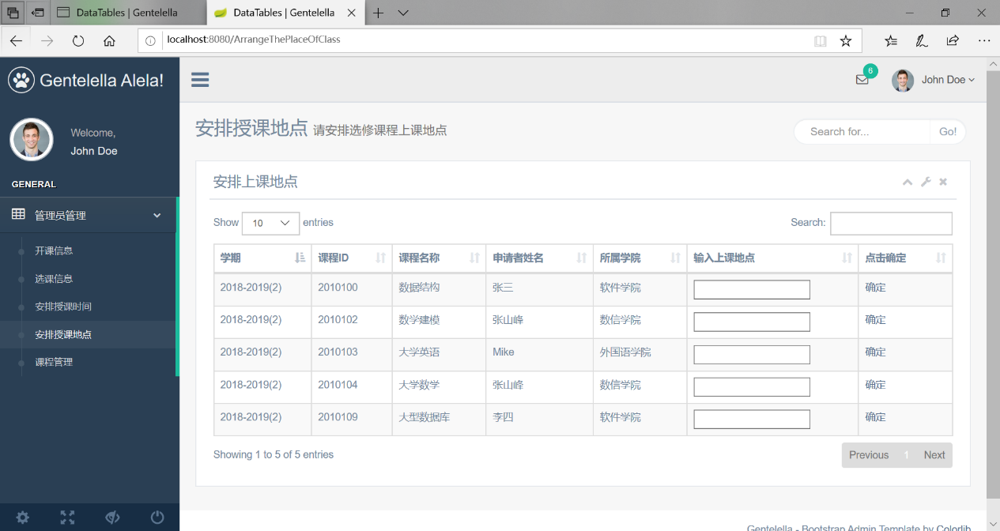 DataTables | Gentelella
DataTables | Gentelella
localhost:8080/ArrangeThePlaceOfClass
Gentelella Alela!
6
John Doe
Welcome,
John Doe
GENERAL
管理员管理
开课信息
选课信息
安排授课时间
安排授课地点
课程管理
安排授课地点 请安排选修课程上课地点
Search for...
Go!
安排上课地点
Show 10 entries
Search:
学期 课程ID 课程名称 申请者姓名 所属学院 输入上课地点 点击确定
2018-2019(2) 2010100 数据结构 张三 软件学院 确定
2018-2019(2) 2010102 数学建模 张山峰 数信学院 确定
2018-2019(2) 2010103 大学英语 Mike 外国语学院 确定
2018-2019(2) 2010104 大学数学 张山峰 数信学院 确定
2018-2019(2) 2010109 大型数据库 李四 软件学院 确定
Showing 1 to 5 of 5 entries
Previous 1 Next
Gentelella - Bootstrap Admin Template by Colorlib